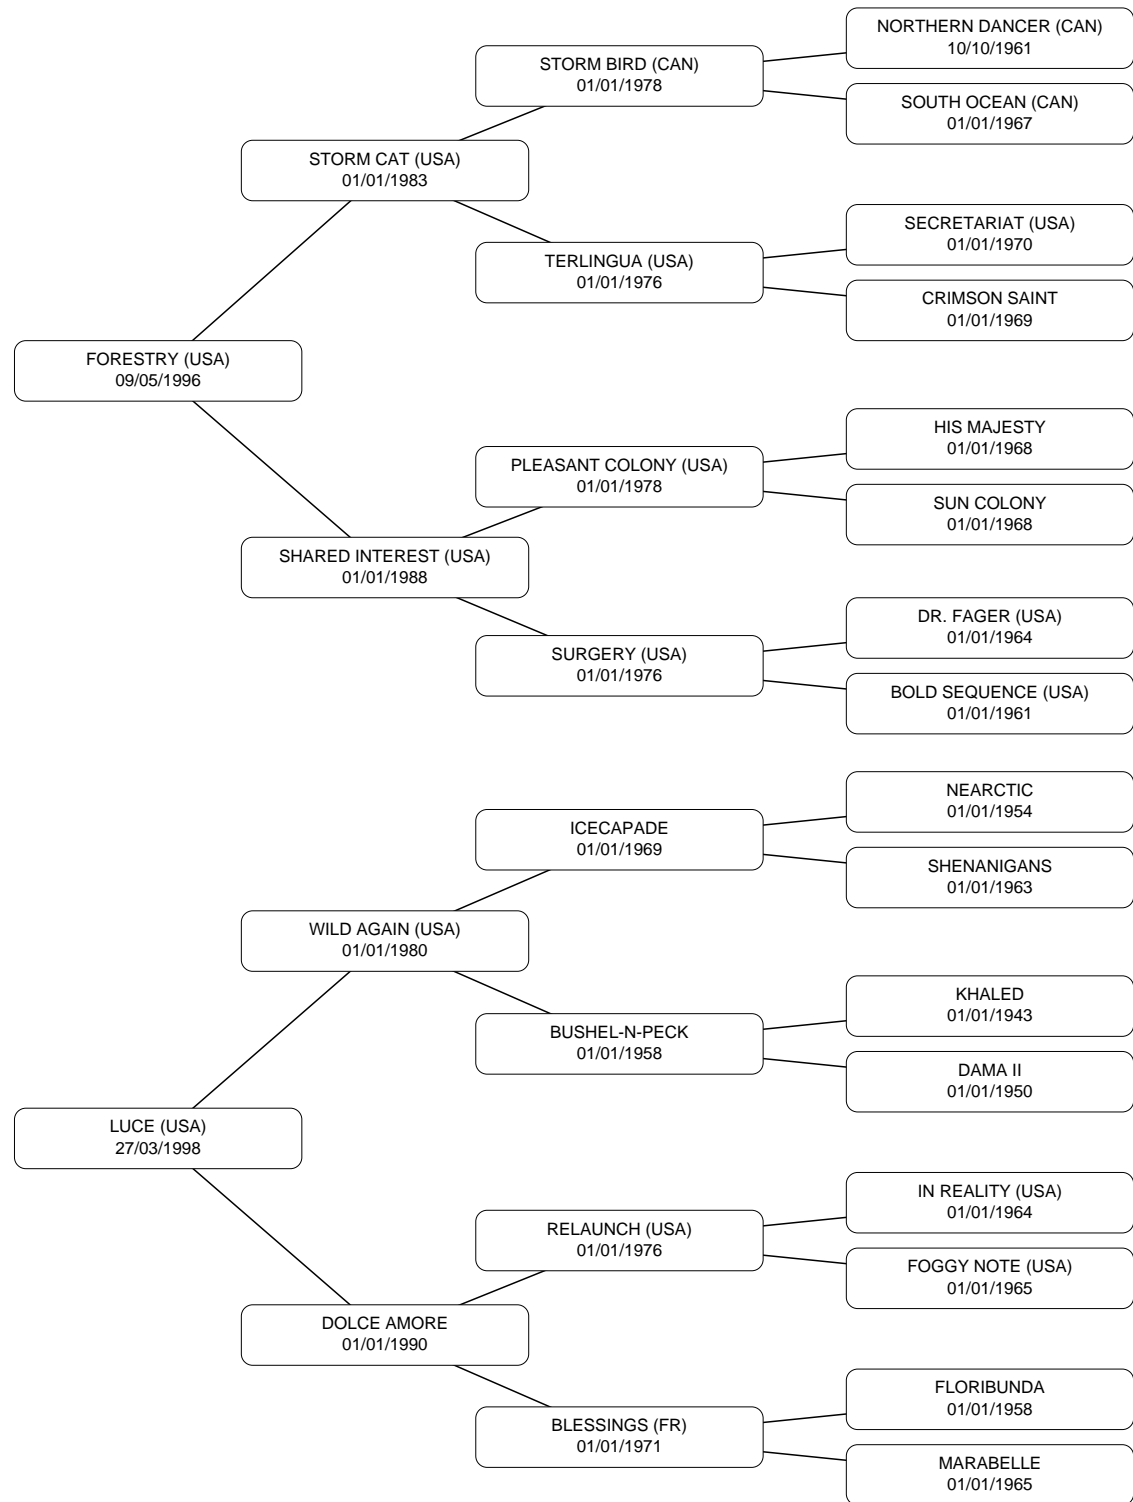 NORTHERN DANCER (CAN)
10/10/1961
STORM BIRD (CAN)
01/01/1978
SOUTH OCEAN (CAN)
01/01/1967
STORM CAT (USA)
01/01/1983
SECRETARIAT (USA)
01/01/1970
TERLINGUA (USA)
01/01/1976
CRIMSON SAINT
01/01/1969
FORESTRY (USA)
09/05/1996
HIS MAJESTY
01/01/1968
PLEASANT COLONY (USA)
01/01/1978
SUN COLONY
01/01/1968
SHARED INTEREST (USA)
01/01/1988
DR. FAGER (USA)
01/01/1964
SURGERY (USA)
01/01/1976
BOLD SEQUENCE (USA)
01/01/1961
NEARCTIC
01/01/1954
ICECAPADE
01/01/1969
SHENANIGANS
01/01/1963
WILD AGAIN (USA)
01/01/1980
KHALED
01/01/1943
BUSHEL-N-PECK
01/01/1958
DAMA II
01/01/1950
LUCE (USA)
27/03/1998
IN REALITY (USA)
01/01/1964
RELAUNCH (USA)
01/01/1976
FOGGY NOTE (USA)
01/01/1965
DOLCE AMORE
01/01/1990
FLORIBUNDA
01/01/1958
BLESSINGS (FR)
01/01/1971
MARABELLE
01/01/1965